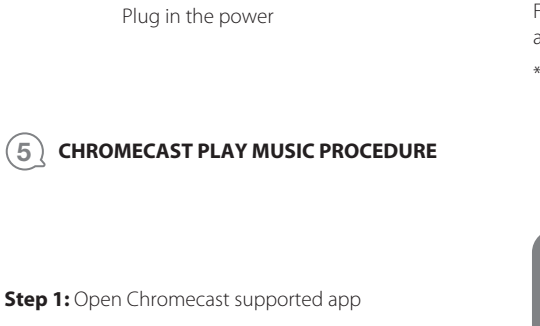 Plug in the power
5 CHROMECAST PLAY MUSIC PROCEDURE
Step 1: Open Chromecast supported app
*